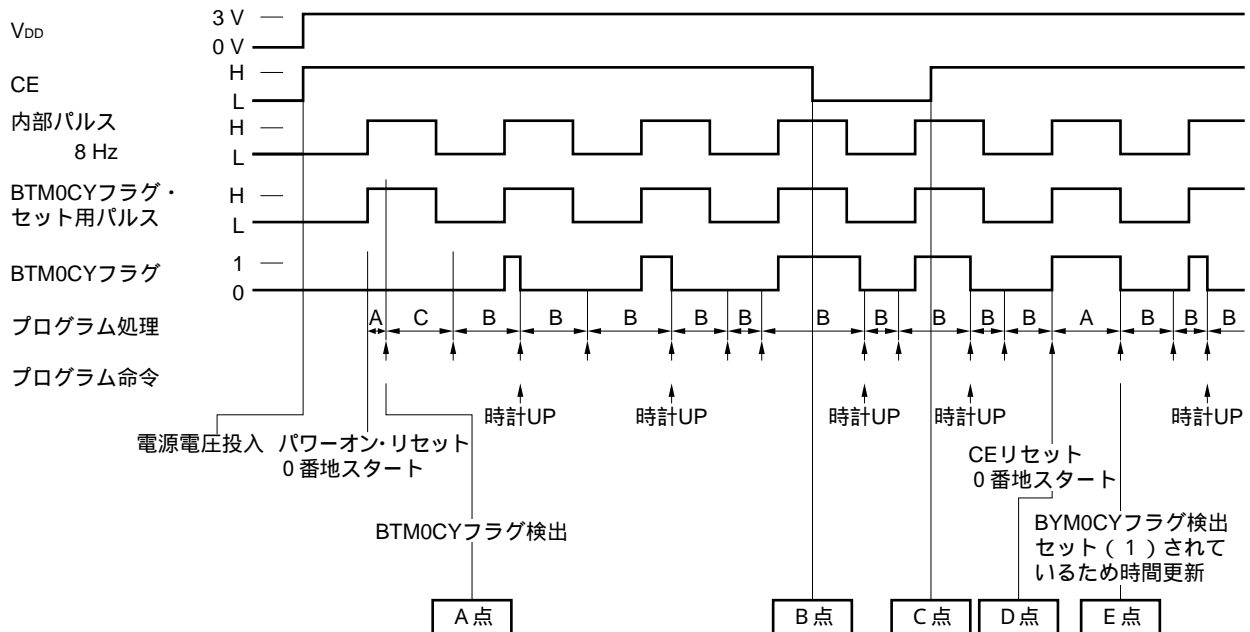 VDD
3 V
0 V
CE
H
L
内部パルス
8 Hz
H
L
BTM0CYフラグ・
セット用パルス
H
L
BTM0CYフラグ
1
0
プログラム処理
A C B B B B B B B B B B A B B B
プログラム命令
時計UP 時計UP 時計UP 時計UP 時計UP
電源電圧投入
パワーオン・リセット
0番地スタート
CEリセット
0番地スタート
BTM0CYフラグ検出
BYM0CYフラグ検出
セット(1)されて
いるため時間更新
A点 B点 C点 D点 E点